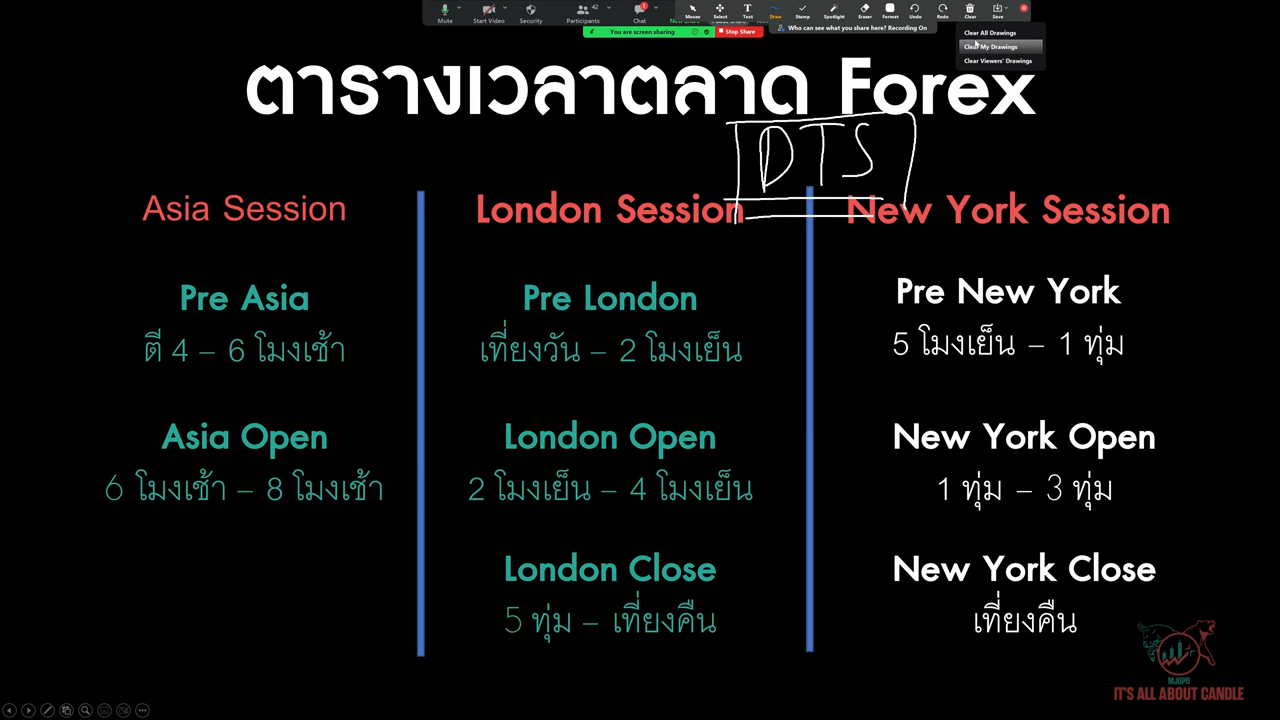 Mute
Start Video
Security
Participants
42
Chat
1
Mouse
Select
Text
Draw
Stamp
Spotlight
Eraser
Format
Undo
Redo
Clear
Save
You are screen sharing
Stop Share
Who can see what you share here? Recording On
Clear All Drawings
Clear My Drawings
Clear Viewers' Drawings
ตารางเวลาตลาด Forex
DTS
Asia Session
Pre Asia
ตี 4 – 6 โมงเช้า
Asia Open
6 โมงเช้า – 8 โมงเช้า
London Session
Pre London
เที่ยงวัน – 2 โมงเย็น
London Open
2 โมงเย็น – 4 โมงเย็น
London Close
5 ทุ่ม – เที่ยงคืน
New York Session
Pre New York
5 โมงเย็น – 1 ทุ่ม
New York Open
1 ทุ่ม – 3 ทุ่ม
New York Close
เที่ยงคืน
MJOPO
IT'S ALL ABOUT CANDLE